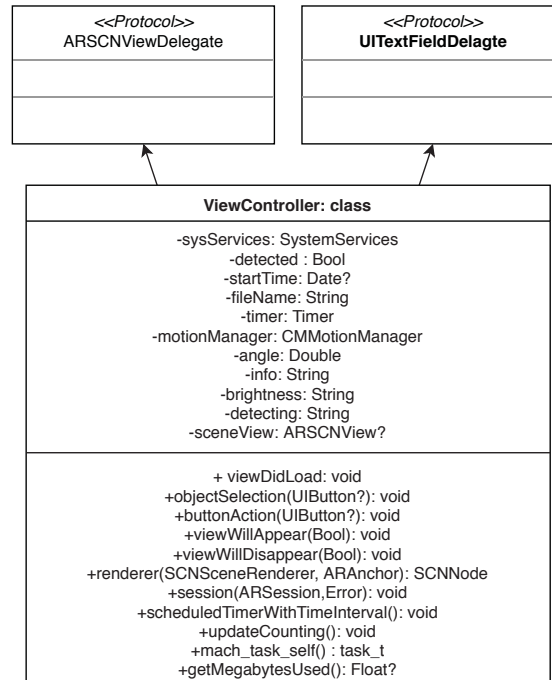 <<Protocol>>
ARSCNViewDelegate
<<Protocol>>
UITextFieldDelagte
ViewController: class
-sysServices: SystemServices
-detected : Bool
-startTime: Date?
-fileName: String
-timer: Timer
-motionManager: CMMotionManager
-angle: Double
-info: String
-brightness: String
-detecting: String
-sceneView: ARSCNView?
+ viewDidLoad: void
+objectSelection(UIButton?): void
+buttonAction(UIButton?): void
+viewWillAppear(Bool): void
+viewWillDisappear(Bool): void
+renderer(SCNSceneRenderer, ARAnchor): SCNNode
+session(ARSession,Error): void
+scheduledTimerWithTimeInterval(): void
+updateCounting(): void
+mach_task_self() : task_t
+getMegabytesUsed(): Float?